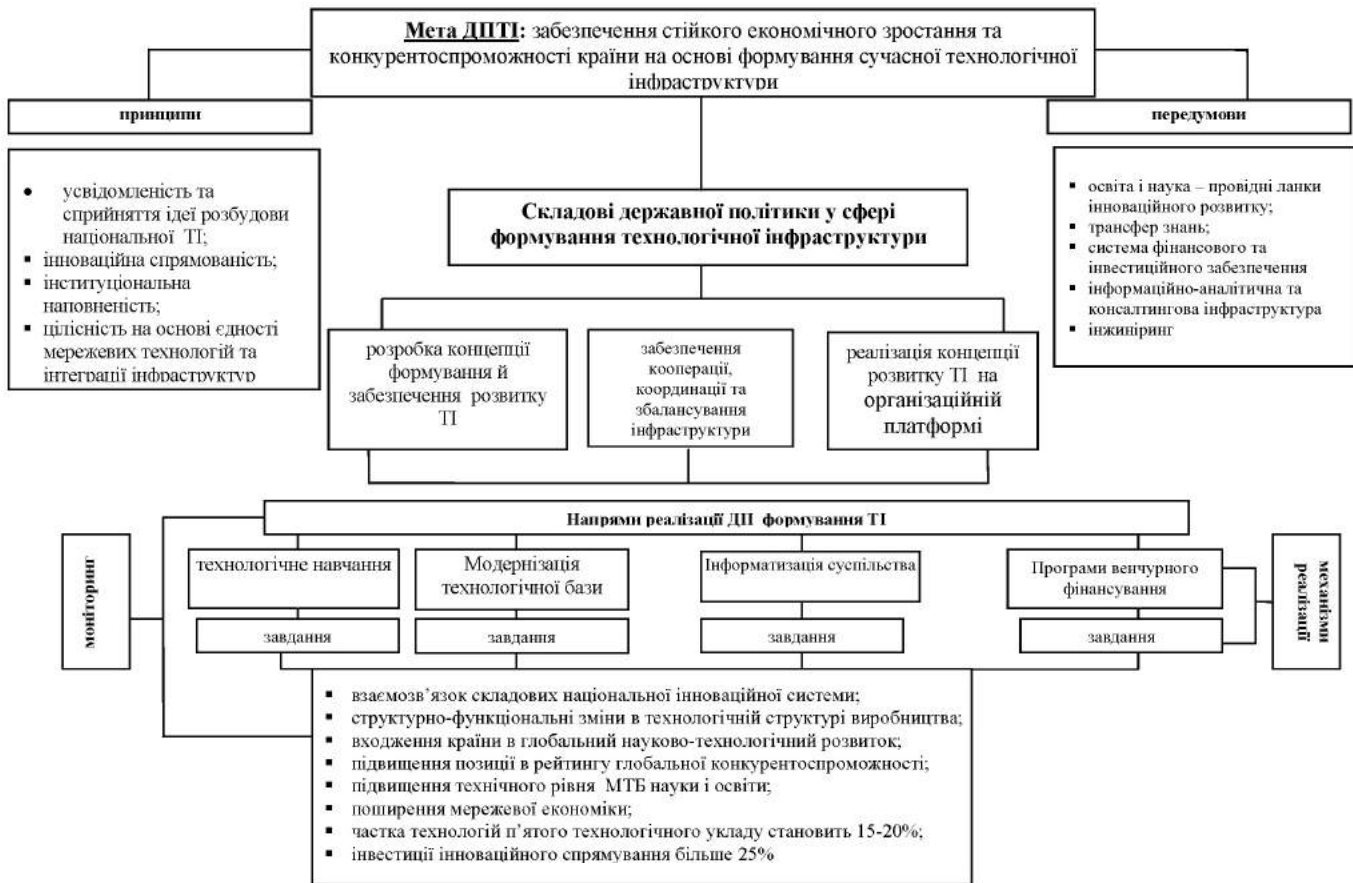 Мета ДПТІ: забезпечення стійкого економічного зростання та
конкурентоспроможності країни на основі формування сучасної технологічної
інфраструктури
принципи
передумови
● усвідомленість та
сприйняття ідеї розбудови
національної ТІ;
▪ інноваційна спрямованість;
▪ інституціональна
наповненість;
▪ цілісність на основі єдності
мережевих технологій та
інтеграції інфраструктур
▪ освіта і наука – провідні ланки
інноваційного розвитку;
▪ трансфер знань;
▪ система фінансового та
інвестиційного забезпечення
▪ інформаційно-аналітична та
консалтингова інфраструктура
▪ інжиніринг
Складові державної політики у сфері
формування технологічної інфраструктури
розробка концепції
формування й
забезпечення розвитку
ТІ
забезпечення
кооперації,
координації та
збалансування
інфраструктури
реалізація концепції
розвитку ТІ на
організаційній
платформі
Напрями реалізації ДП формування ТІ
моніторинг
технологічне навчання
Модернізація
технологічної бази
Інформатизація суспільства
Програми венчурного
фінансування
механізми
реалізації
завдання
завдання
завдання
завдання
▪ взаємозв’язок складових національної інноваційної системи;
▪ структурно-функціональні зміни в технологічній структурі виробництва;
▪ входження країни в глобальний науково-технологічний розвиток;
▪ підвищення позиції в рейтингу глобальної конкурентоспроможності;
▪ підвищення технічного рівня МТБ науки і освіти;
▪ поширення мережевої економіки;
▪ частка технологій п’ятого технологічного укладу становить 15-20%;
▪ інвестиції інноваційного спрямування більше 25%